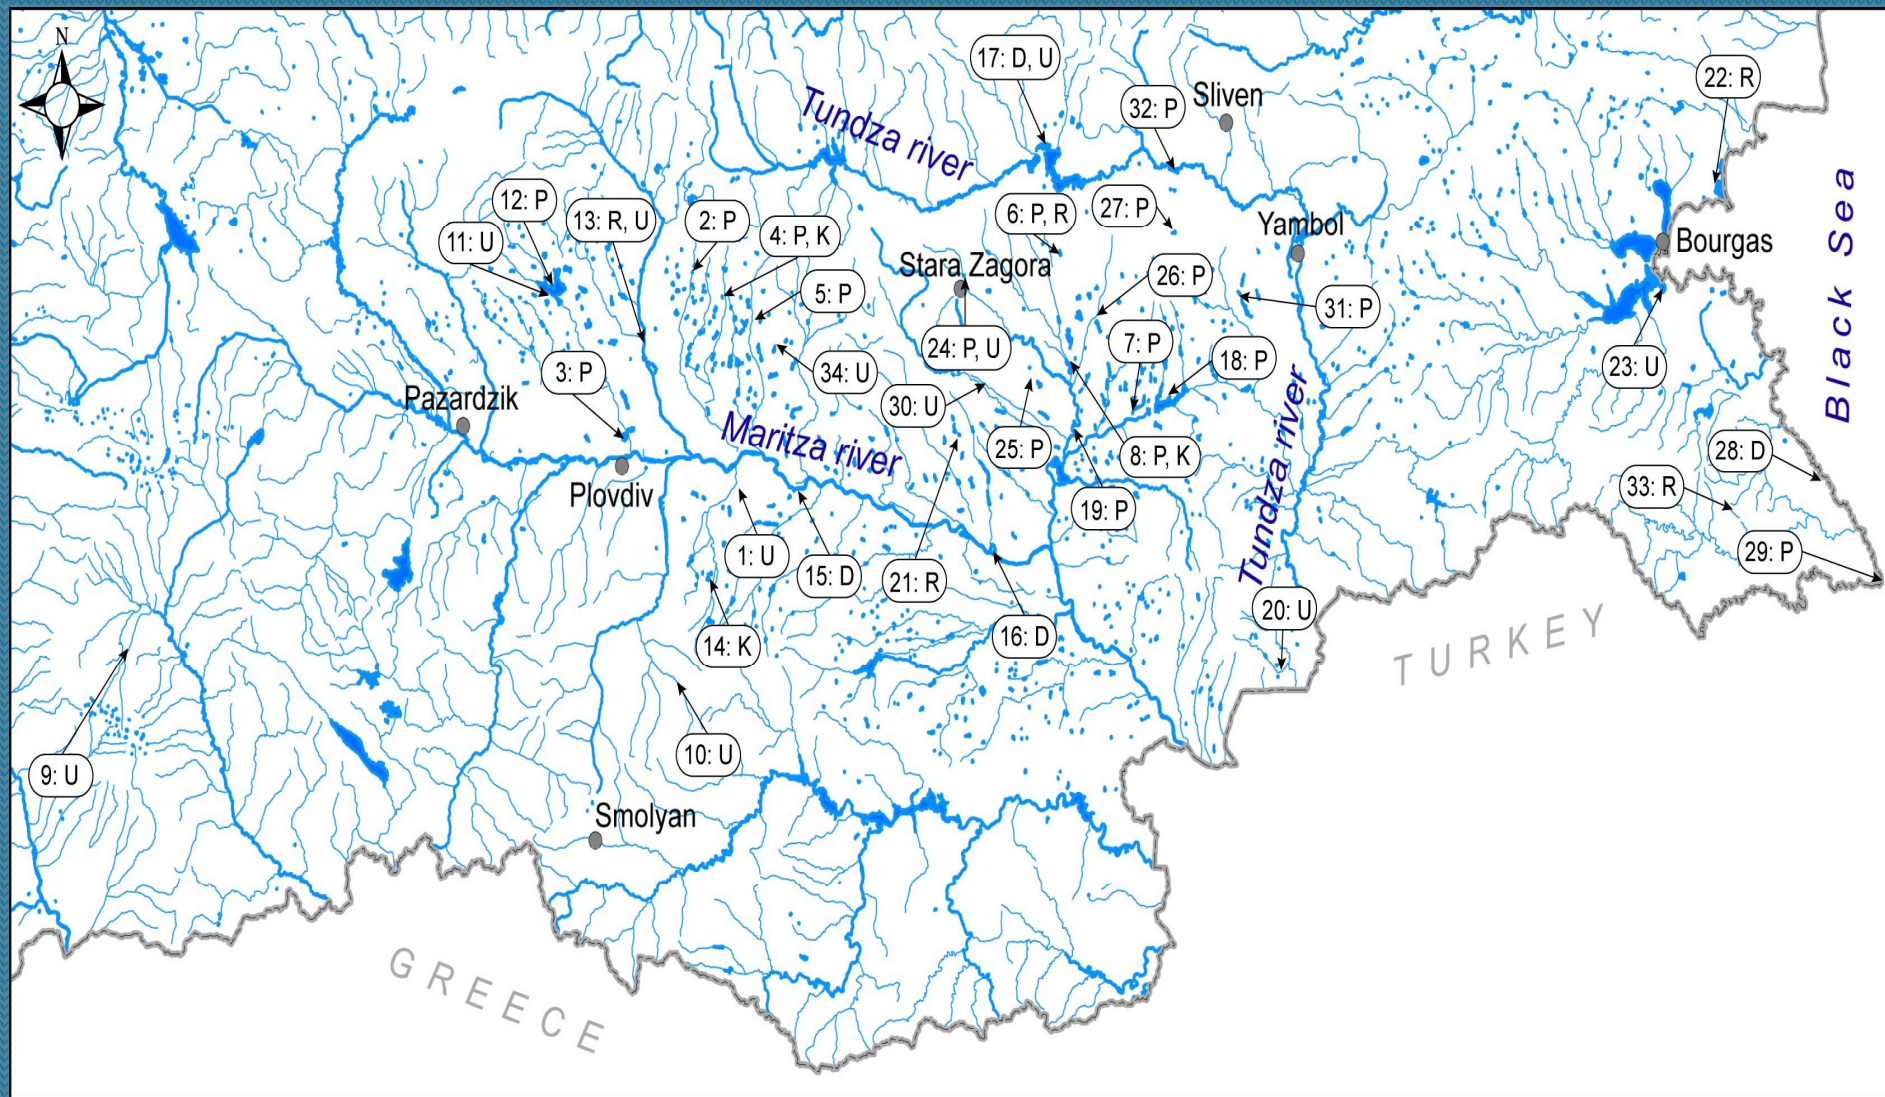 N
17: D, U
22: R
32: P
Sliven
Tundza river
12: P
13: R, U
2: P
6: P, R
27: P
11: U
4: P, K
Yambol
Bourgas
Black Sea
Stara Zagora
26: P
5: P
31: P
24: P, U
7: P
18: P
3: P
34: U
23: U
Pazardzik
30: U
Maritza river
25: P
8: P, K
28: D
Plovdiv
33: R
19: P
Tundza river
1: U
15: D
21: R
29: P
20: U
16: D
14: K
TURKEY
10: U
9: U
Smolyan
GREECE